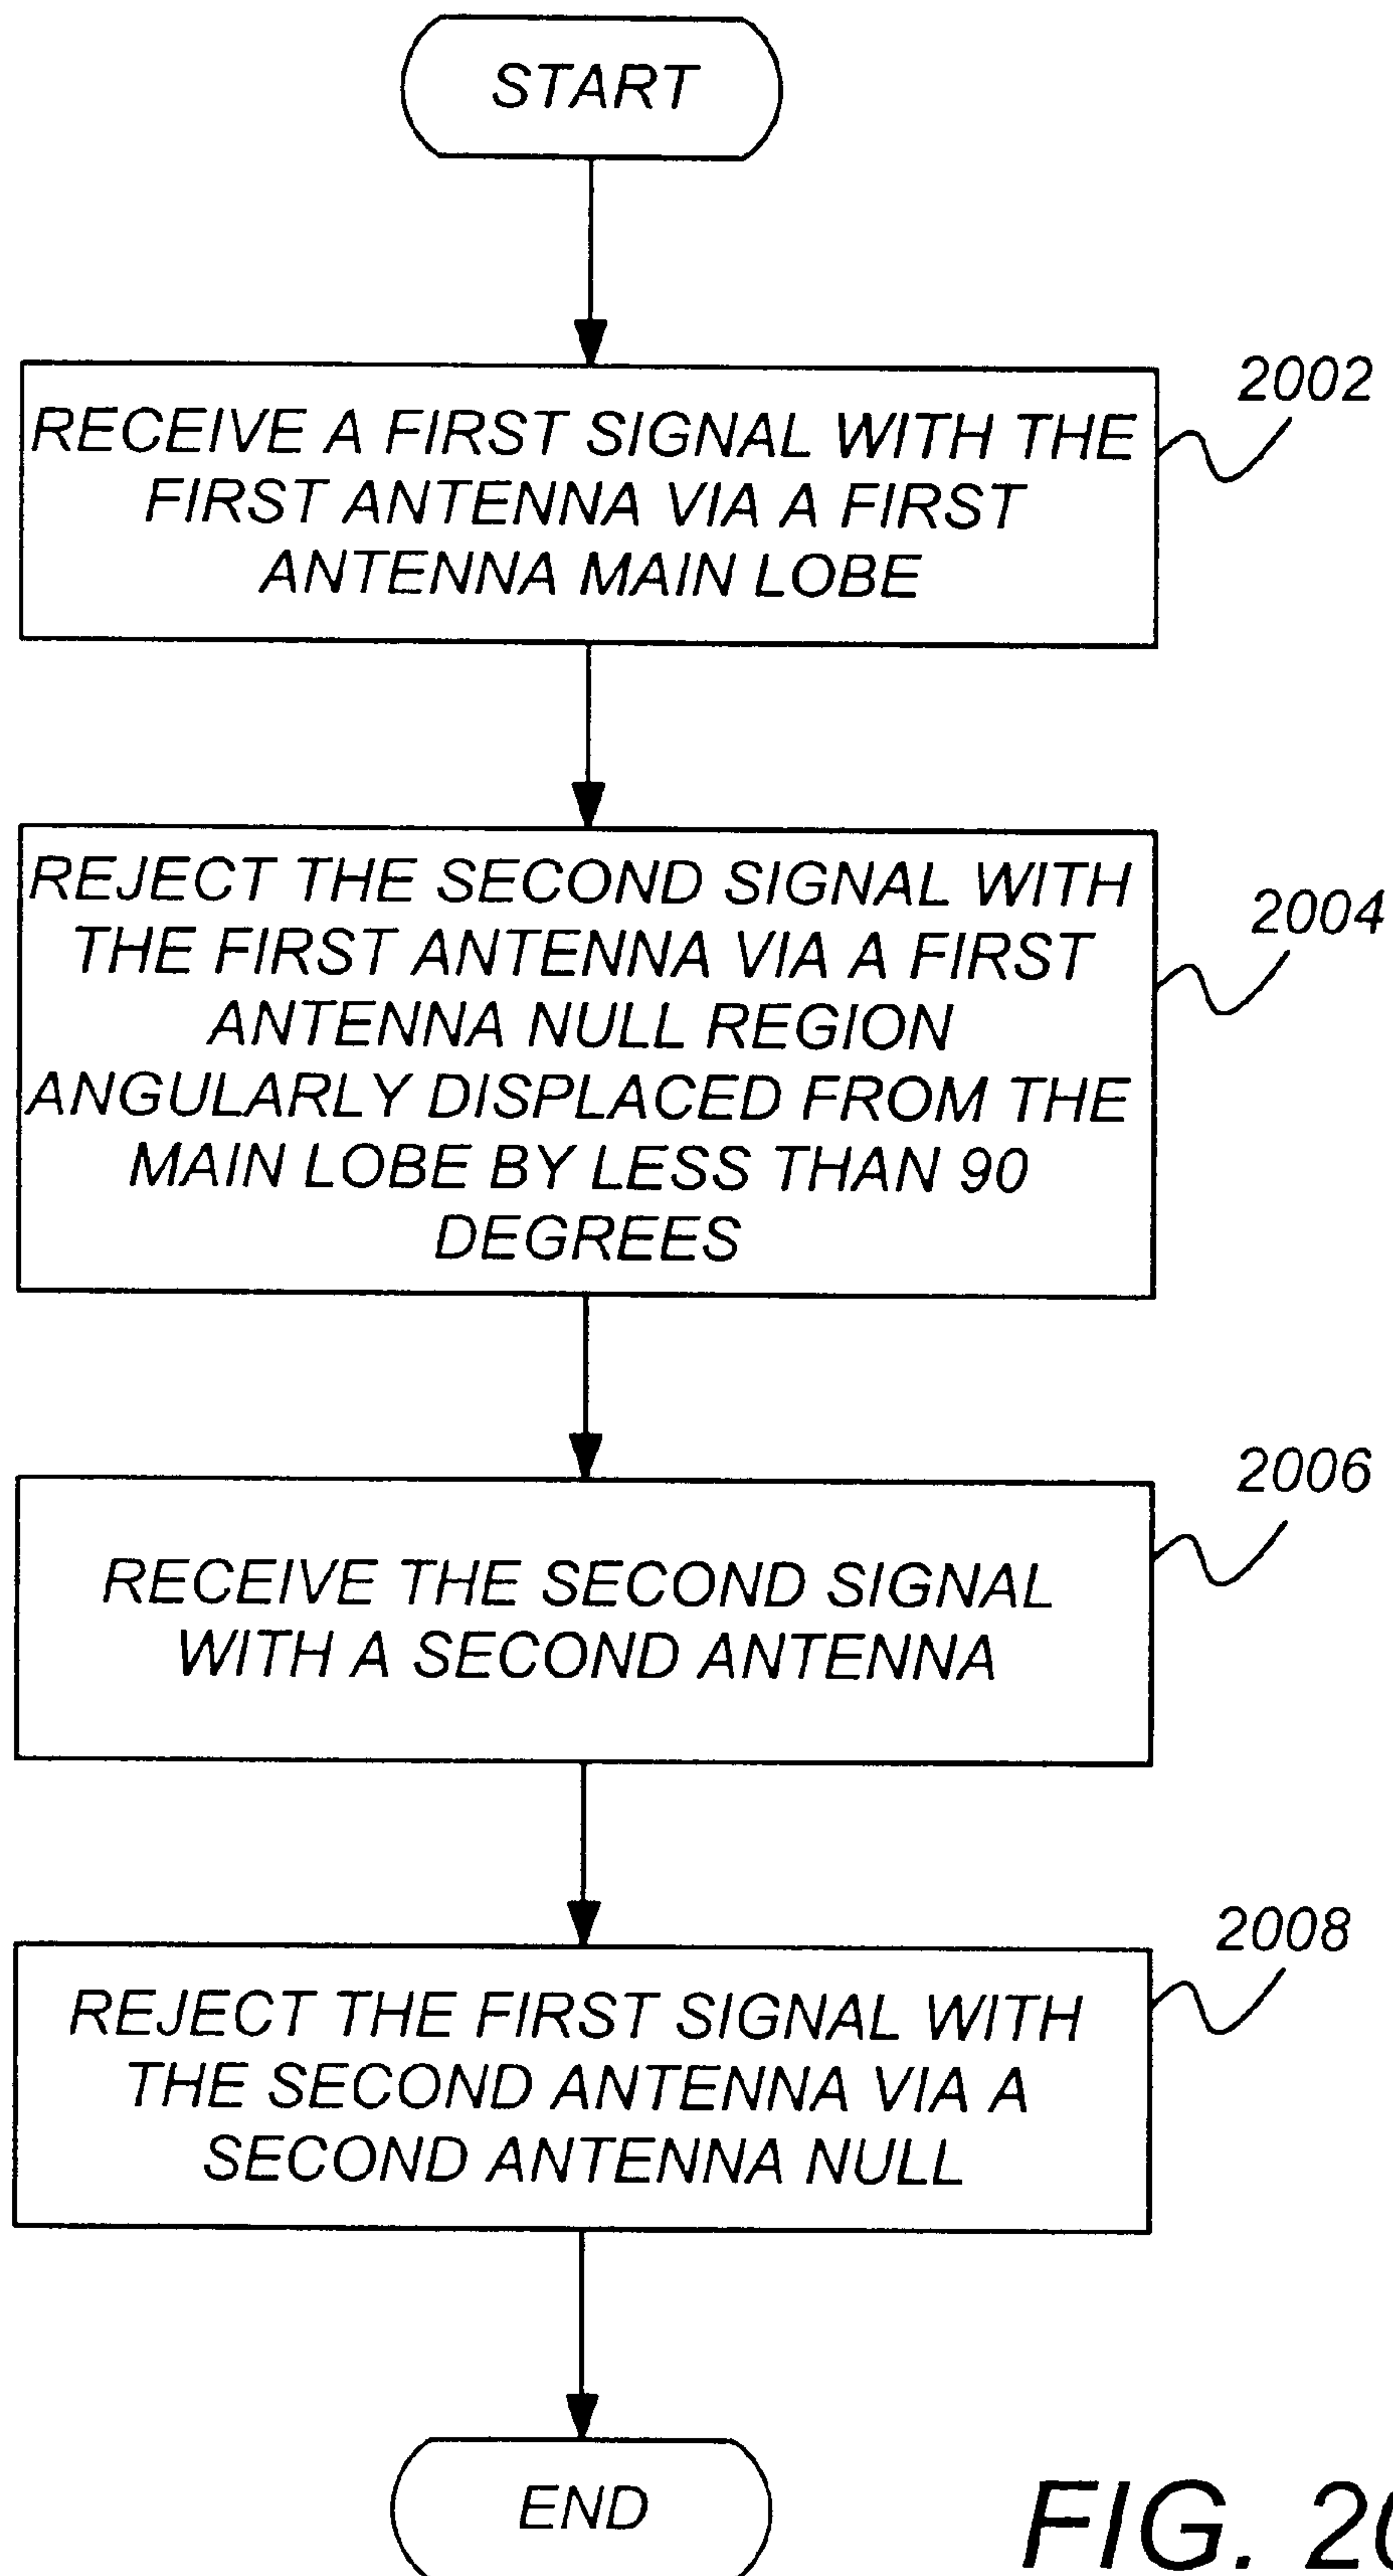 START
RECEIVE A FIRST SIGNAL WITH THE
FIRST ANTENNA VIA A FIRST
ANTENNA MAIN LOBE
2002
REJECT THE SECOND SIGNAL WITH
THE FIRST ANTENNA VIA A FIRST
ANTENNA NULL REGION
ANGULARLY DISPLACED FROM THE
MAIN LOBE BY LESS THAN 90
DEGREES
2004
RECEIVE THE SECOND SIGNAL
WITH A SECOND ANTENNA
2006
REJECT THE FIRST SIGNAL WITH
THE SECOND ANTENNA VIA A
SECOND ANTENNA NULL
2008
END
FIG. 20